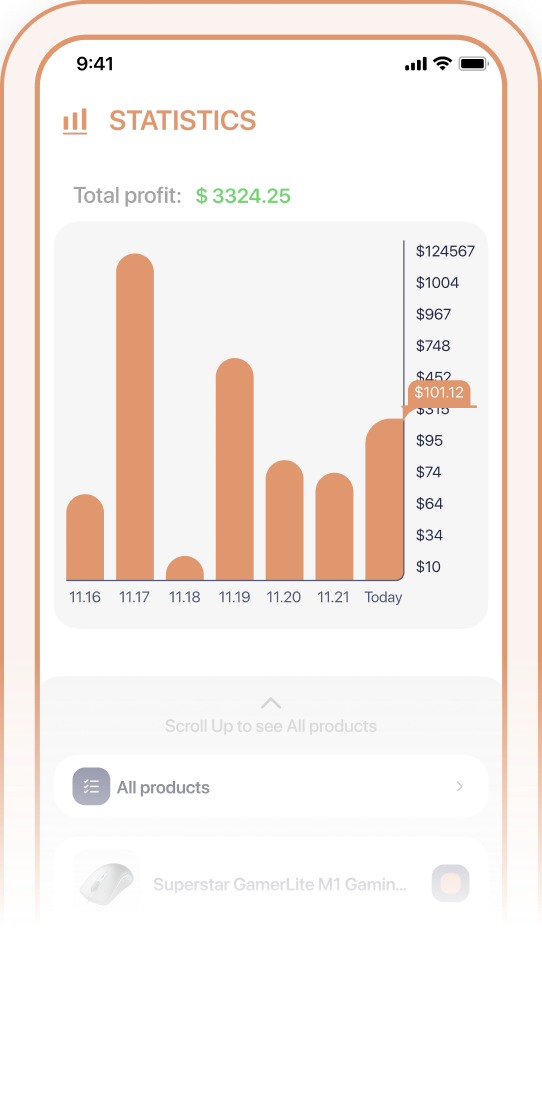 9:41
STATISTICS
Total profit: $ 3324.25
$124567
$1004
$967
$748
$452
$101.12
$315
$95
$74
$64
$34
$10
11.16 11.17 11.18 11.19 11.20 11.21 Today
Scroll Up to see All products
All products
Superstar GamerLite M1 Gamin...